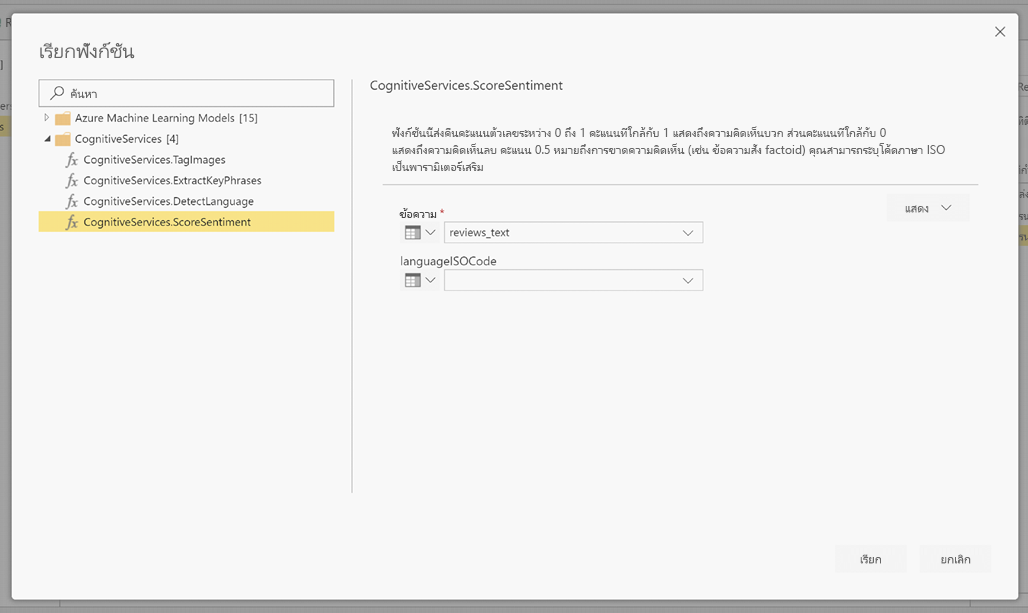 เรียกฟังก์ชัน
ค้นหา
Azure Machine Learning Models [15]
CognitiveServices [4]
fx CognitiveServices.TagImages
fx CognitiveServices.ExtractKeyPhrases
fx CognitiveServices.DetectLanguage
fx CognitiveServices.ScoreSentiment
CognitiveServices.ScoreSentiment
ฟังก์ชันนี้ส่งคืนคะแนนตัวเลขระหว่าง 0 ถึง 1 คะแนนที่ใกล้กับ 1 แสดงถึงความคิดเห็นบวก ส่วนคะแนนที่ใกล้กับ 0
แสดงถึงความคิดเห็นลบ คะแนน 0.5 หมายถึงการขาดความคิดเห็น (เช่น ข้อความสั่ง factoid) คุณสามารถระบุโค้ดภาษา ISO
เป็นพารามิเตอร์เสริม
แสดง
ข้อความ *
reviews_text
languageISOCode
เรียก
ยกเลิก